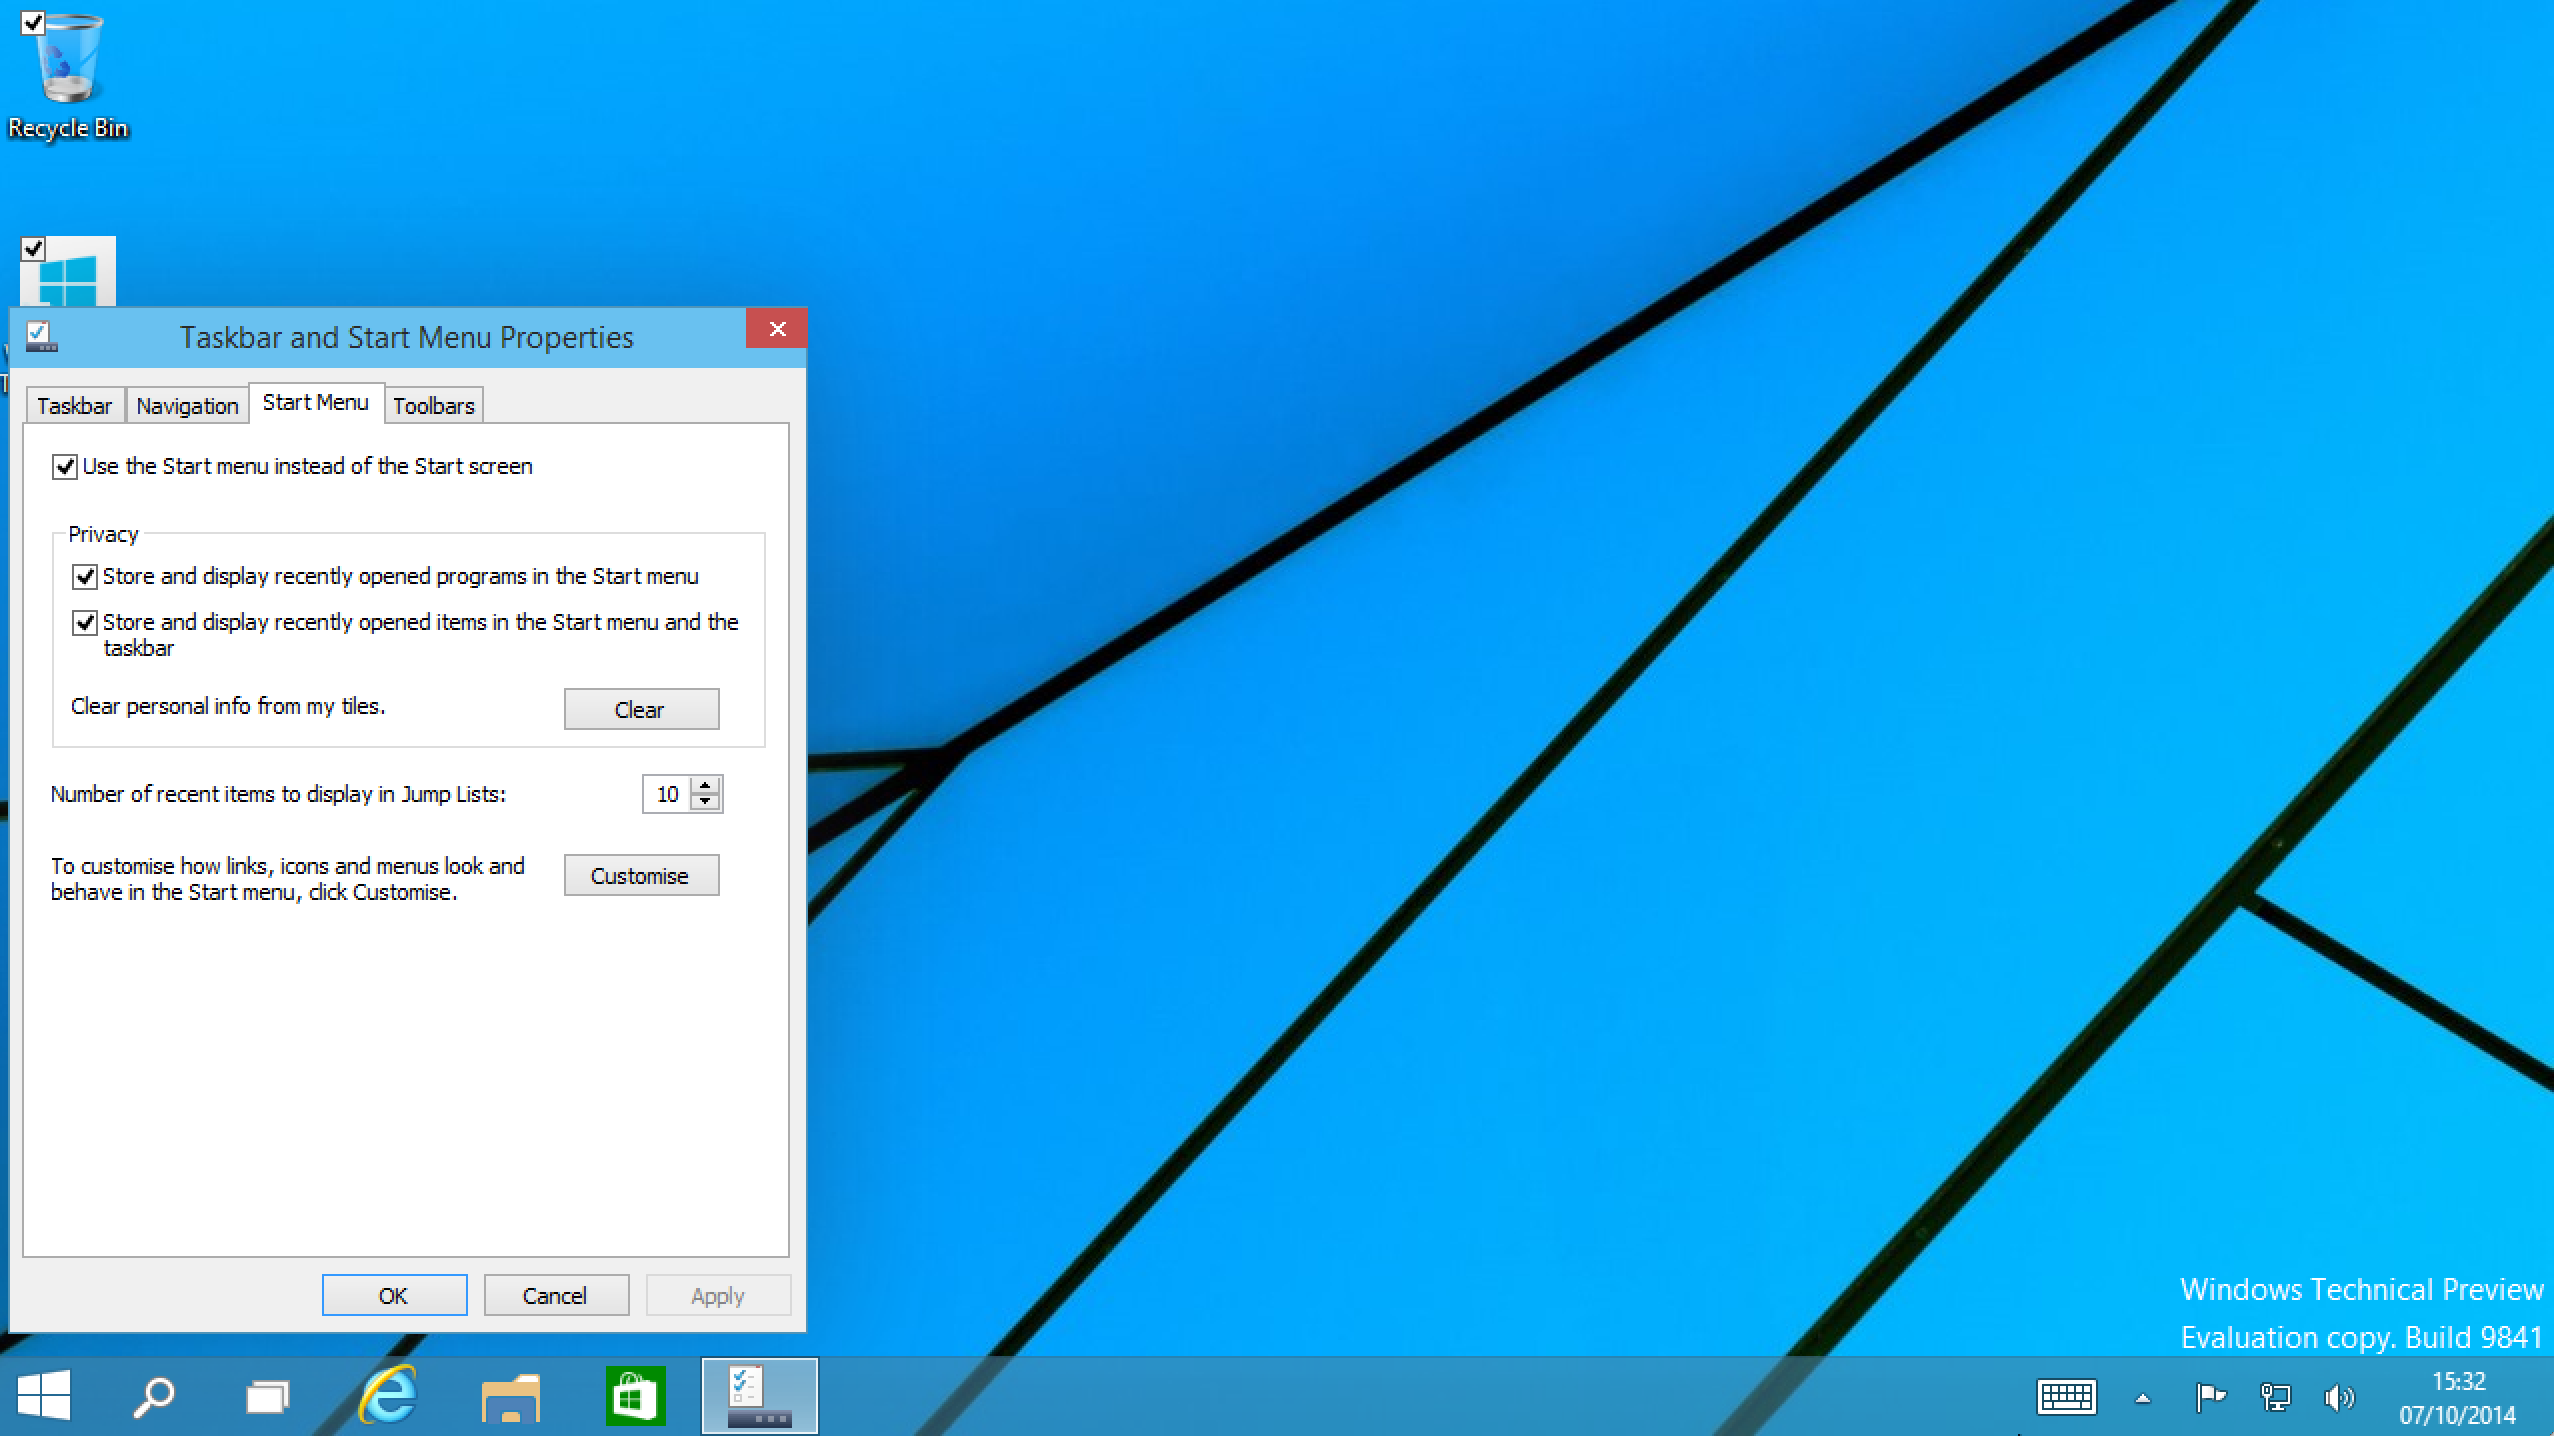 Recycle Bin
Taskbar and Start Menu Properties
Taskbar
Navigation
Start Menu
Toolbars
Use the Start menu instead of the Start screen
Privacy
Store and display recently opened programs in the Start menu
Store and display recently opened items in the Start menu and the
taskbar
Clear personal info from my tiles.
Clear
Number of recent items to display in Jump Lists:
10
To customise how links, icons and menus look and
behave in the Start menu, click Customise.
Customise
OK
Cancel
Apply
Windows Technical Preview
Evaluation copy. Build 9841
15:32
07/10/2014